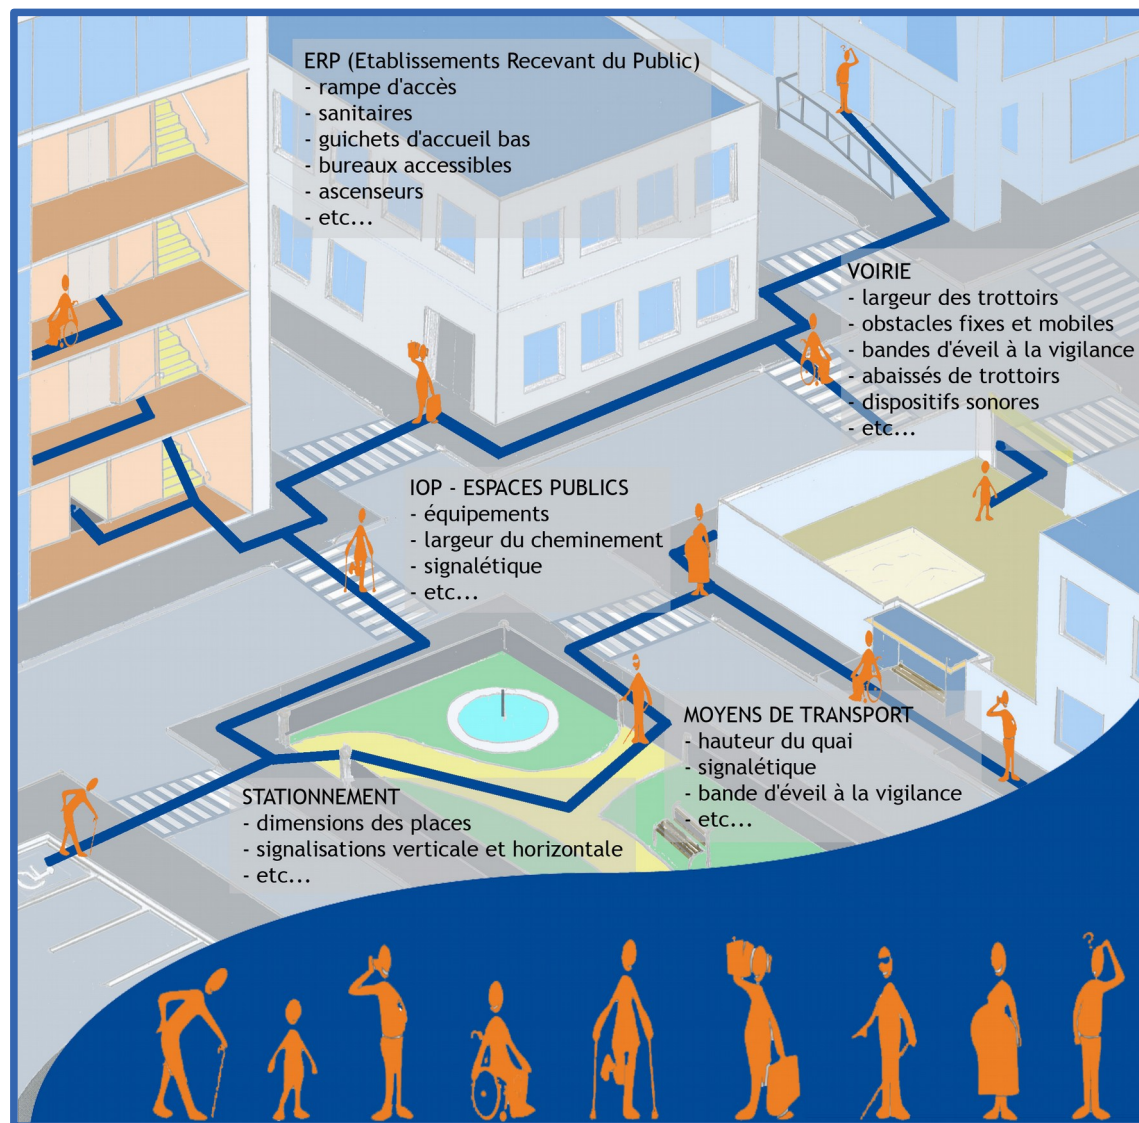 ERP (Etablissements Recevant du Public)
- rampe d'accès
- sanitaires
- guichets d'accueil bas
- bureaux accessibles
- ascenseurs
- etc...
VOIRIE
- largeur des trottoirs
- obstacles fixes et mobiles
- bandes d'éveil à la vigilance
- abaissés de trottoirs
- dispositifs sonores
- etc...
IOP - ESPACES PUBLICS
- équipements
- largeur du cheminement
- signalétique
- etc...
MOYENS DE TRANSPORT
- hauteur du quai
- signalétique
- bande d'éveil à la vigilance
- etc...
STATIONNEMENT
- dimensions des places
- signalisations verticale et horizontale
- etc...
?